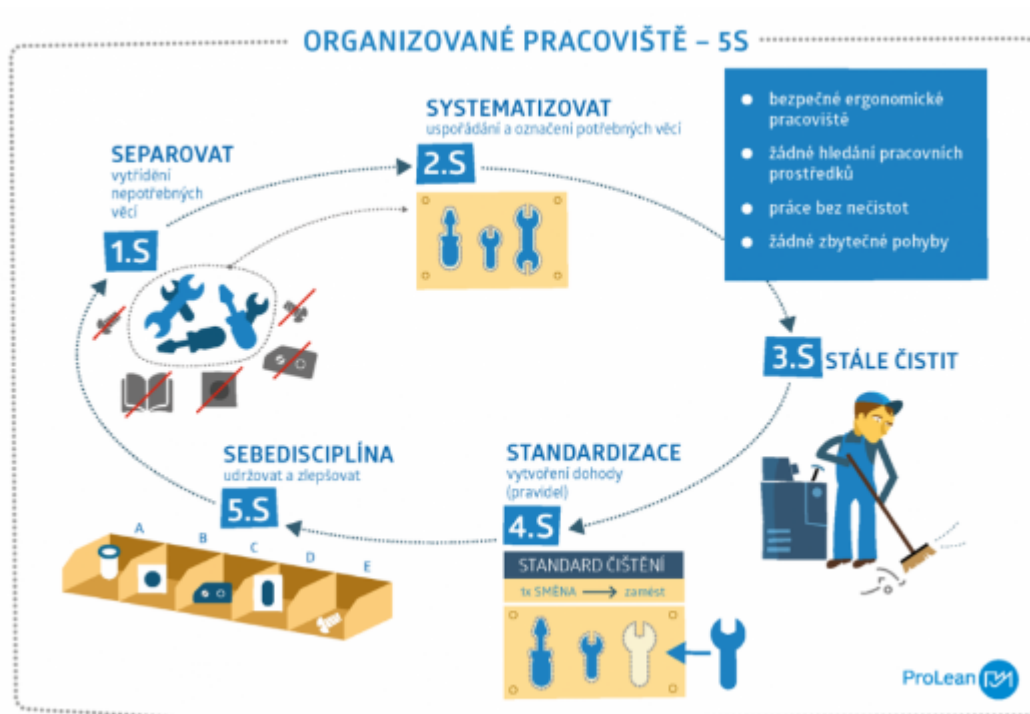 ORGANIZOVANÉ PRACOVIŠTĚ – 5S
SEPAROVAT
vytřídění
nepotřebných
věcí
1.S
SYSTEMATIZOVAT
uspořádání a označení potřebných věcí
2.S
bezpečné ergonomické
pracoviště
žádné hledání pracovních
prostředků
práce bez nečistot
žádné zbytečné pohyby
3.S STÁLE ČISTIT
STANDARDIZACE
vytvoření dohody
(pravidel)
4.S
STANDARD ČIŠTĚNÍ
1x SMĚNA zamést
SEBEDISCIPLÍNA
udržovat a zlepšovat
5.S
A B C D E
ProLean